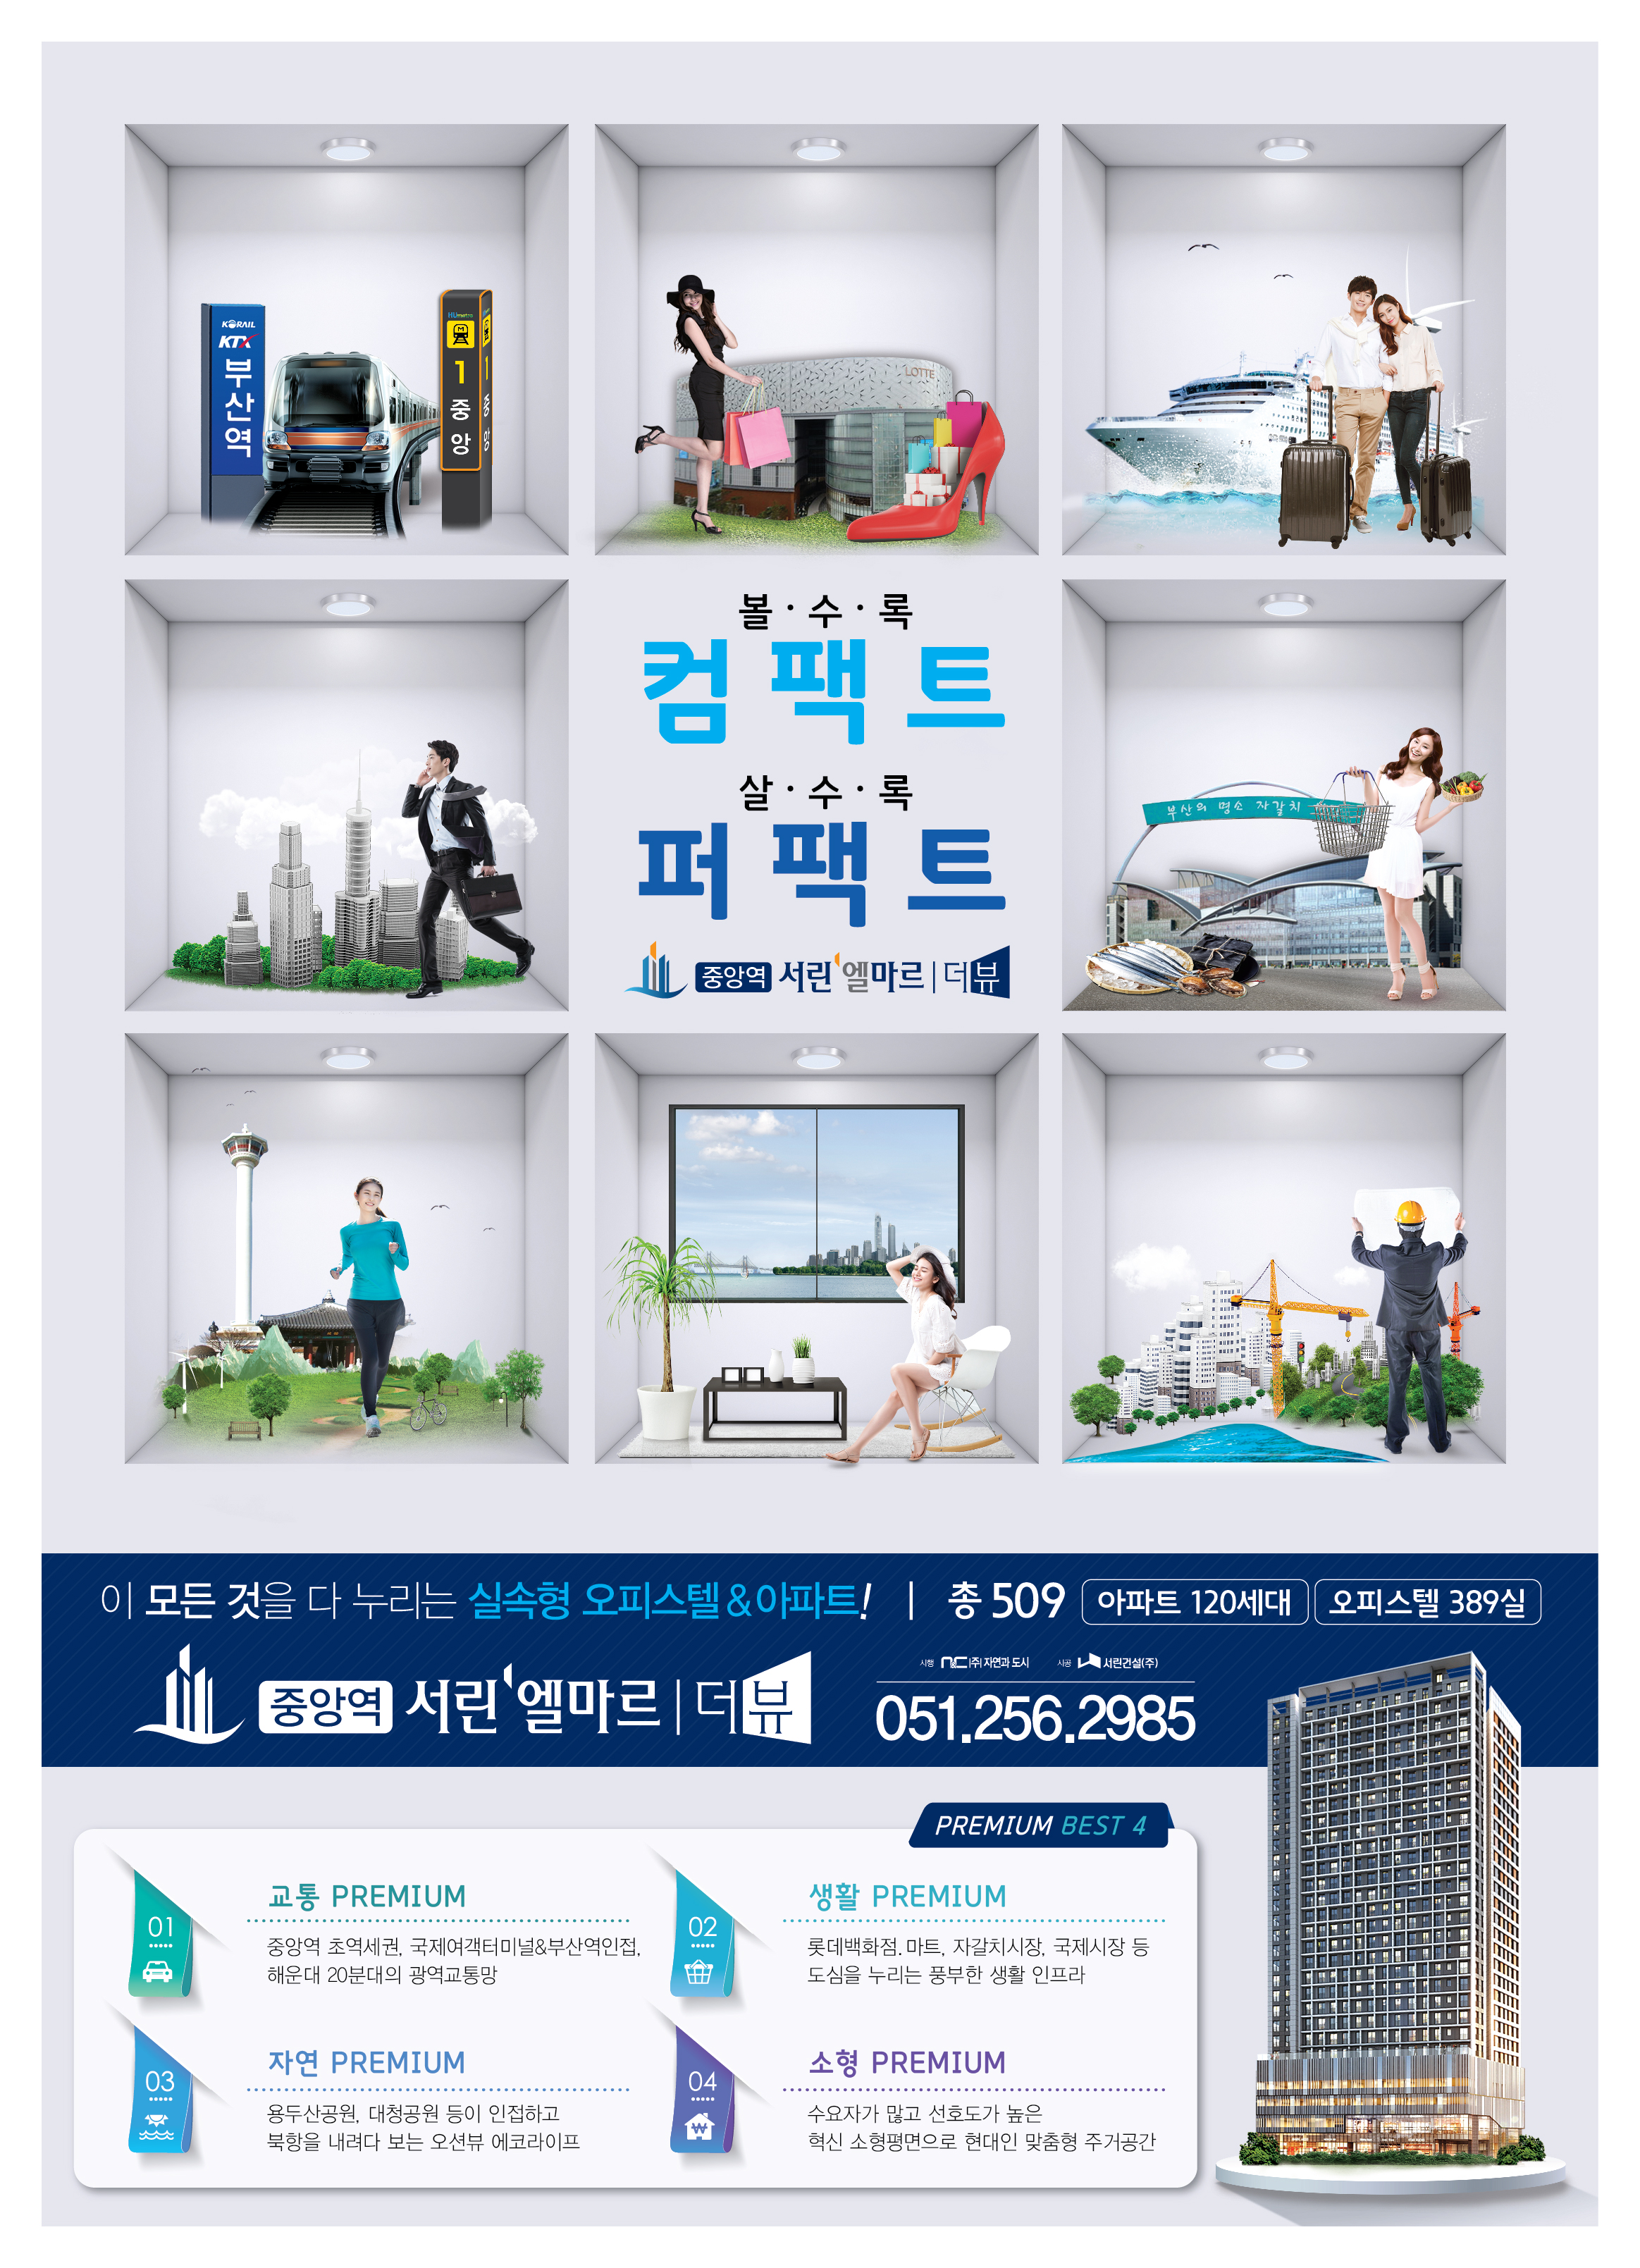 KORAIL
KTX
부산역
Humetro
M
1
중앙
1
중앙
LOTTE
볼·수·록
컴팩트
살·수·록
퍼팩트
중앙역 서린'엘마르|더뷰
부산의 명소 자갈치
이 모든 것을 다 누리는 실속형 오피스텔&아파트! | 총 509 아파트 120세대 오피스텔 389실
중앙역 서린'엘마르|더뷰
시행 n&c (주)자연과 도시 시공 서린건설(주)
051.256.2985
PREMIUM BEST 4
01
교통 PREMIUM
중앙역 초역세권, 국제여객터미널&부산역인접,
해운대 20분대의 광역교통망
02
생활 PREMIUM
롯데백화점.마트, 자갈치시장, 국제시장 등
도심을 누리는 풍부한 생활 인프라
03
자연 PREMIUM
용두산공원, 대청공원 등이 인접하고
북항을 내려다 보는 오션뷰 에코라이프
04
₩
소형 PREMIUM
수요자가 많고 선호도가 높은
혁신 소형평면으로 현대인 맞춤형 주거공간